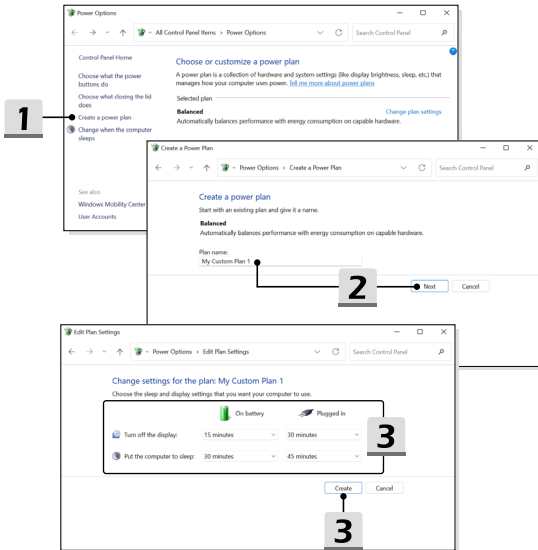 Power Options
All Control Panel Items › Power Options
Search Control Panel
Control Panel Home
Choose what the power
buttons do
Choose what closing the lid
does
Create a power plan
Change when the computer
sleeps
See also
Windows Mobility Center
User Accounts
Choose or customize a power plan
A power plan is a collection of hardware and system settings (like display brightness, sleep, etc.) that
manages how your computer uses power. Tell me more about power plans.
Selected plan
Balanced
Change plan settings
Automatically balances performance with energy consumption on capable hardware.
1
Create a Power Plan
Power Options › Create a Power Plan
Search Control Panel
Create a power plan
Start with an existing plan and give it a name.
Balanced
Automatically balances performance with energy consumption on capable hardware.
Plan name:
My Custom Plan 1
2
Next
Cancel
Edit Plan Settings
Power Options › Edit Plan Settings
Search Control Panel
Change settings for the plan: My Custom Plan 1
Choose the sleep and display settings that you want your computer to use.
On battery
Plugged in
Turn off the display:
15 minutes
30 minutes
Put the computer to sleep:
30 minutes
45 minutes
3
Create
Cancel
3